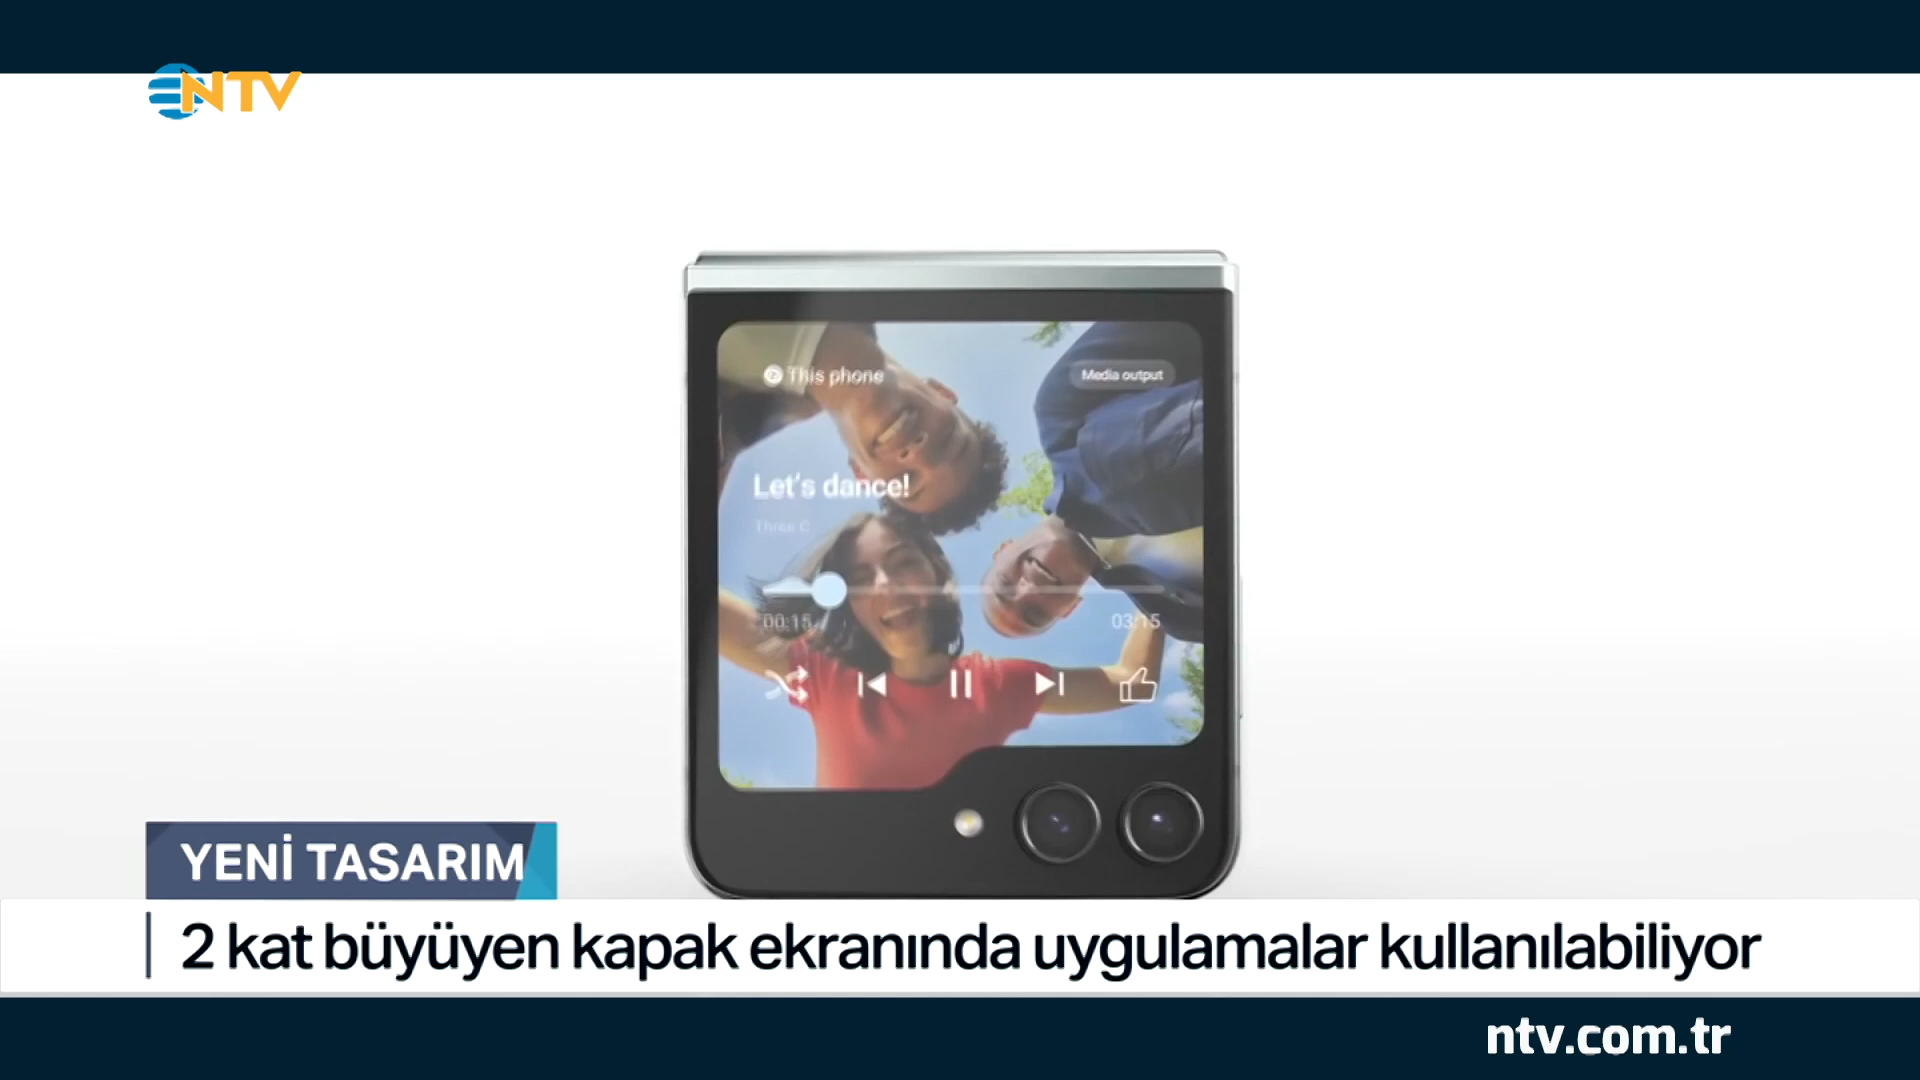 NTV
This phone
Media output
Let's dance!
Three C
00:15
03:15
YENİ TASARIM
2 kat büyüyen kapak ekranında uygulamalar kullanılabiliyor
ntv.com.tr